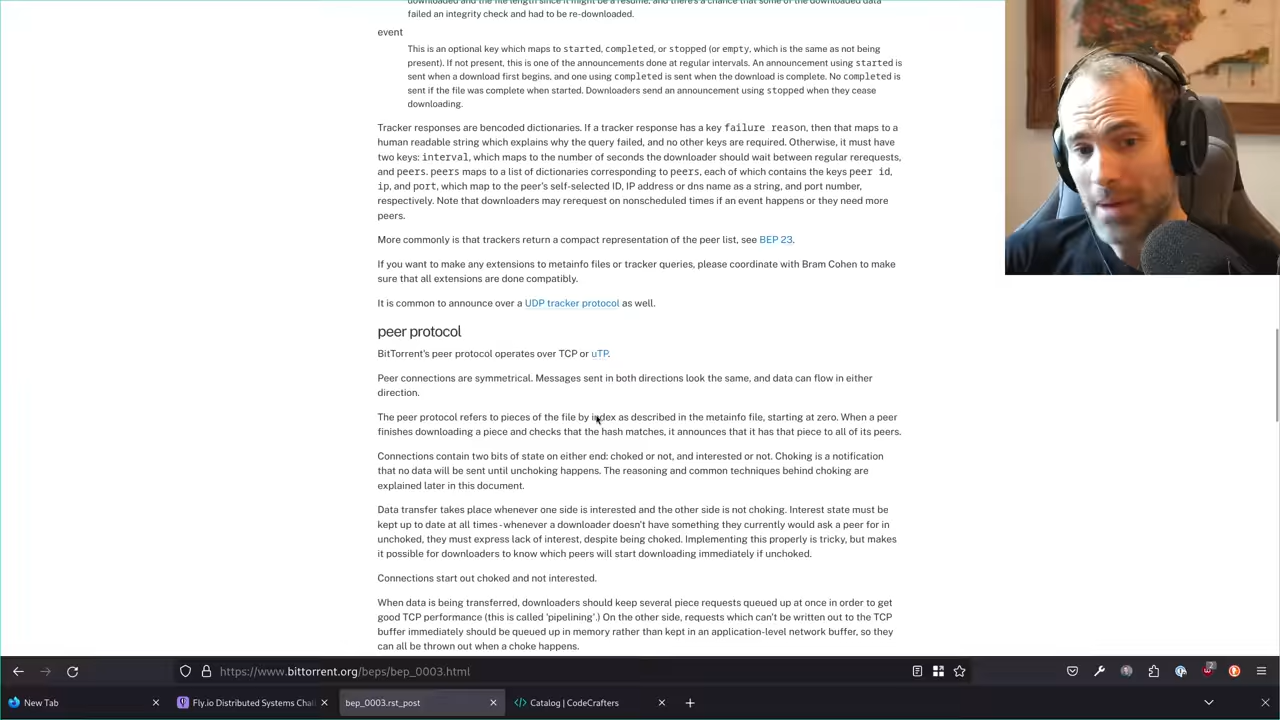 downloaded and the file length since it might be a resume, and there's a chance that some of the downloaded data
failed an integrity check and had to be re-downloaded.
event
This is an optional key which maps to started, completed, or stopped (or empty, which is the same as not being
present). If not present, this is one of the announcements done at regular intervals. An announcement using started is
sent when a download first begins, and one using completed is sent when the download is complete. No completed is
sent if the file was complete when started. Downloaders send an announcement using stopped when they cease
downloading.
Tracker responses are bencoded dictionaries. If a tracker response has a key failure reason, then that maps to a
human readable string which explains why the query failed, and no other keys are required. Otherwise, it must have
two keys: interval, which maps to the number of seconds the downloader should wait between regular rerequests,
and peers. peers maps to a list of dictionaries corresponding to peers, each of which contains the keys peer id,
ip, and port, which map to the peer's self-selected ID, IP address or dns name as a string, and port number,
respectively. Note that downloaders may rerequest on nonscheduled times if an event happens or they need more
peers.
More commonly is that trackers return a compact representation of the peer list, see BEP 23.
If you want to make any extensions to metainfo files or tracker queries, please coordinate with Bram Cohen to make
sure that all extensions are done compatibly.
It is common to announce over a UDP tracker protocol as well.
peer protocol
BitTorrent's peer protocol operates over TCP or uTP.
Peer connections are symmetrical. Messages sent in both directions look the same, and data can flow in either
direction.
The peer protocol refers to pieces of the file by index as described in the metainfo file, starting at zero. When a peer
finishes downloading a piece and checks that the hash matches, it announces that it has that piece to all of its peers.
Connections contain two bits of state on either end: choked or not, and interested or not. Choking is a notification
that no data will be sent until unchoking happens. The reasoning and common techniques behind choking are
explained later in this document.
Data transfer takes place whenever one side is interested and the other side is not choking. Interest state must be
kept up to date at all times - whenever a downloader doesn't have something they currently would ask a peer for in
unchoked, they must express lack of interest, despite being choked. Implementing this properly is tricky, but makes
it possible for downloaders to know which peers will start downloading immediately if unchoked.
Connections start out choked and not interested.
When data is being transferred, downloaders should keep several piece requests queued up at once in order to get
good TCP performance (this is called 'pipelining'.) On the other side, requests which can't be written out to the TCP
buffer immediately should be queued up in memory rather than kept in an application-level network buffer, so they
can all be thrown out when a choke happens.
https://www.bittorrent.org/beps/bep_0003.html
2
New Tab
Fly.io Distributed Systems Chal
bep_0003.rst_post
Catalog | CodeCrafters